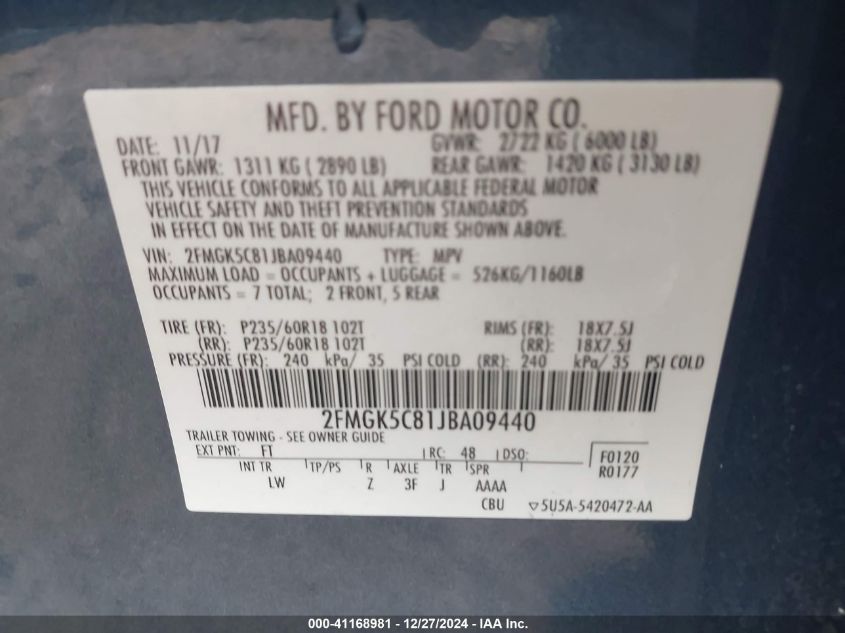 MFD. BY FORD MOTOR CO.
DATE: 11/17 GVWR: 2722 KG ( 6000 LB)
FRONT GAWR: 1311 KG ( 2890 LB) REAR GAWR: 1420 KG ( 3130 LB)
THIS VEHICLE CONFORMS TO ALL APPLICABLE FEDERAL MOTOR
VEHICLE SAFETY AND THEFT PREVENTION STANDARDS
IN EFFECT ON THE DATE OF MANUFACTURE SHOWN ABOVE.
VIN: 2FMGK5C81JBA09440 TYPE: MPV
MAXIMUM LOAD = OCCUPANTS + LUGGAGE = 526KG/1160LB
OCCUPANTS = 7 TOTAL; 2 FRONT, 5 REAR
TIRE (FR): P235/60R18 102T RIMS (FR): 18X7.5J
(RR): P235/60R18 102T (RR): 18X7.5J
PRESSURE (FR): 240 kPa/ 35 PSI COLD (RR): 240 kPa/ 35 PSI COLD
2FMGK5C81JBA09440
TRAILER TOWING - SEE OWNER GUIDE
EXT PNT: FT RC: 48 DSO: F0120
INT TR TP/PS R AXLE TR SPR R0177
LW Z 3F J AAAA
CBU ▽5U5A-5420472-AA
000-41168981 - 12/27/2024 - IAA Inc.